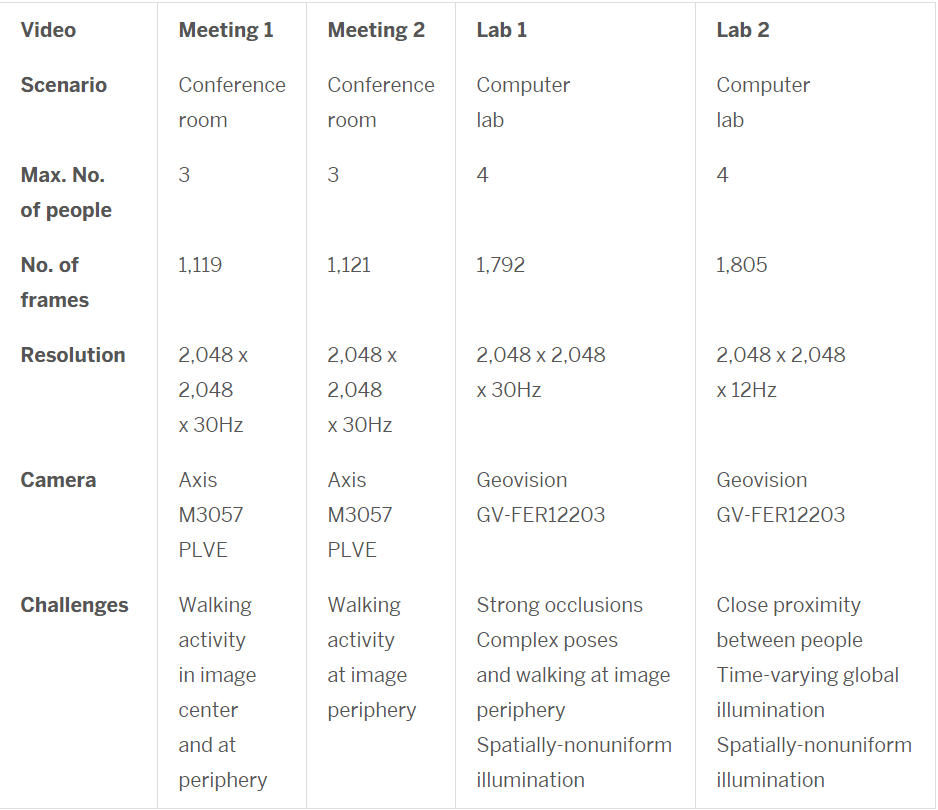 Video Meeting 1 Meeting 2 Lab 1 Lab 2
Scenario Conference Conference Computer Computer
room room lab lab
Max. No. 3 3 4 4
of people
No. of 1,119 1,121 1,792 1,805
frames
Resolution 2,048 x 2,048 x 2,048 x 2,048 2,048 x 2,048
2,048 2,048 x 30Hz x 12Hz
x 30Hz x 30Hz
Camera Axis Axis Geovision Geovision
M3057 M3057 GV-FER12203 GV-FER12203
PLVE PLVE
Challenges Walking Walking Strong occlusions Close proximity
activity activity Complex poses between people
in image at image and walking at image Time-varying global
center periphery periphery illumination
and at Spatially-nonuniform Spatially-nonuniform
periphery illumination illumination